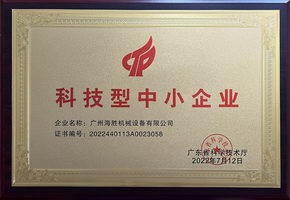 科技型中小企业
企业名称：广州海胜机械设备有限公司
证书编号：2022440113A0023058
广东省科学技术厅
2022年7月12日